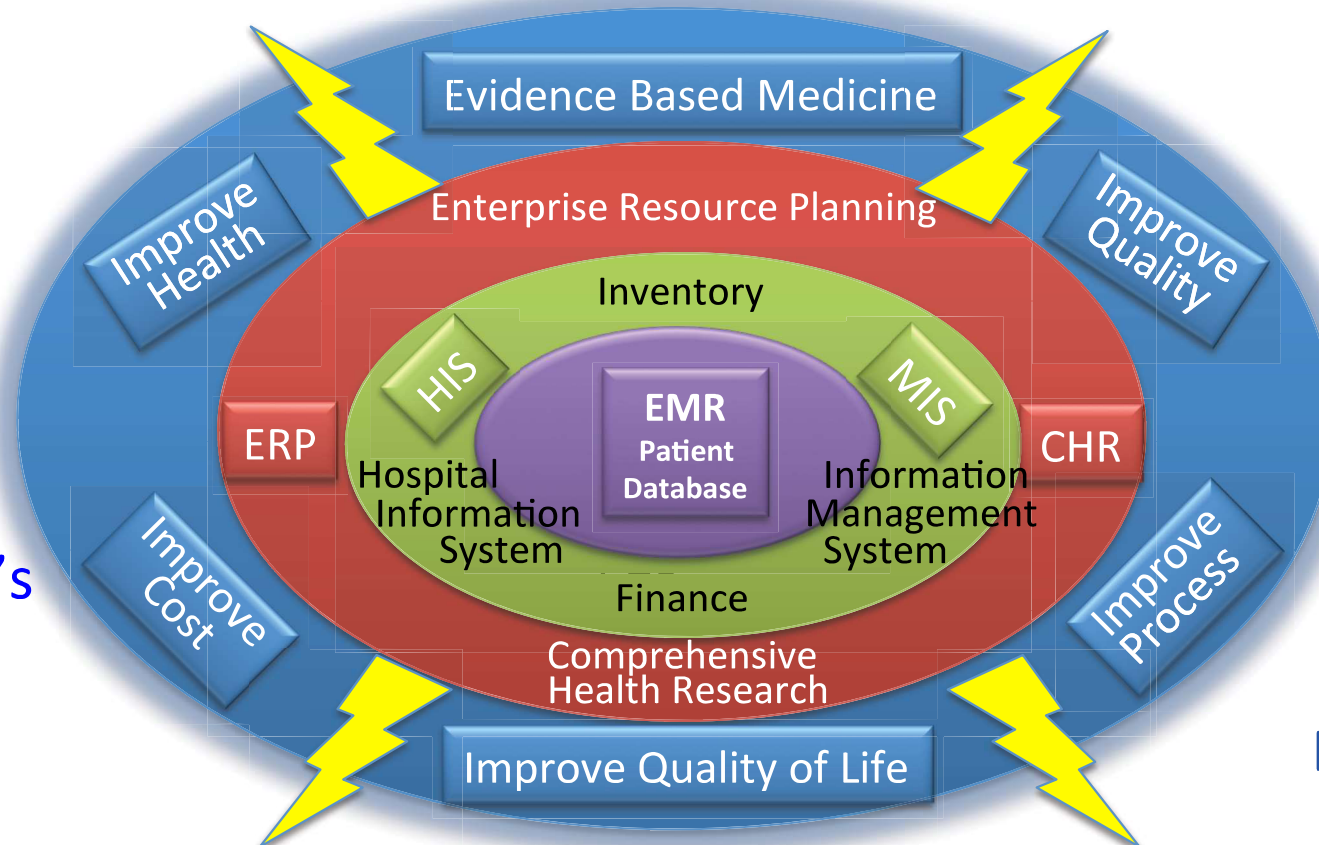 Evidence Based Medicine
Improve
Health
Enterprise Resource Planning
Improve
Quality
Inventory
HIS
MIS
EMR
Patient
Database
ERP
CHR
Hospital
Information
System
Information
Management
System
's
Improve
Cost
Finance
Improve
Process
Comprehensive
Health Research
Improve Quality of Life